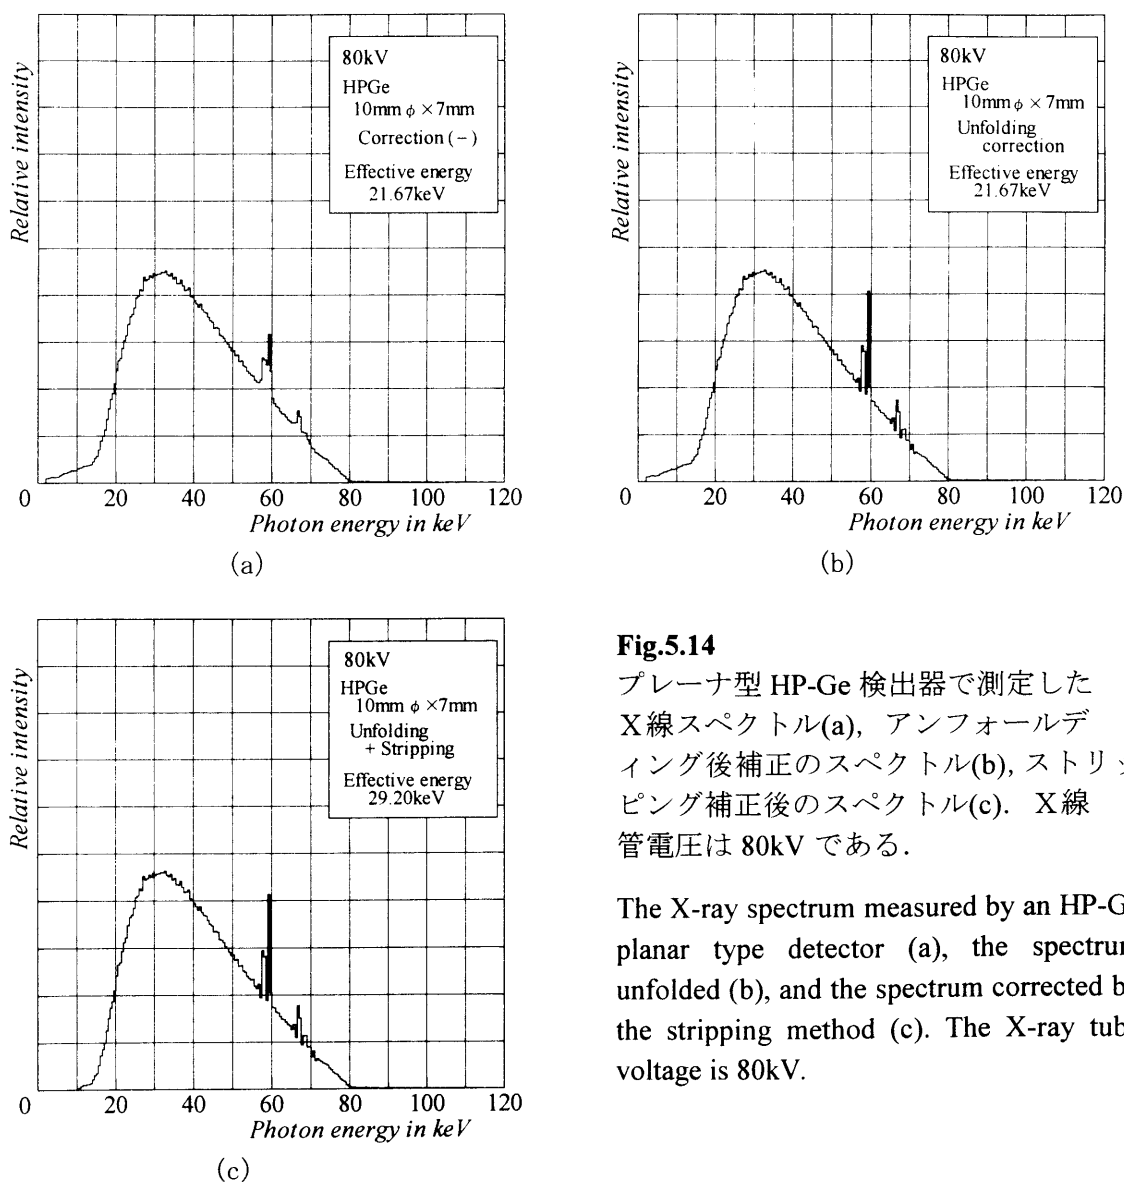 Relative intensity
80kV
HPGe
10mm φ × 7mm
Correction (−)
Effective energy
21.67keV
0 20 40 60 80 100 120
Photon energy in keV
(a)
Relative intensity
80kV
HPGe
10mm φ × 7mm
Unfolding
correction
Effective energy
21.67keV
0 20 40 60 80 100 120
Photon energy in keV
(b)
Relative intensity
80kV
HPGe
10mm φ ×7mm
Unfolding
+ Stripping
Effective energy
29.20keV
0 20 40 60 80 100 120
Photon energy in keV
(c)
Fig.5.14
プレーナ型 HP-Ge 検出器で測定した
X線スペクトル(a), アンフォールデ
ィング後補正のスペクトル(b), ストリッ
ピング補正後のスペクトル(c). X線
管電圧は 80kV である.
The X-ray spectrum measured by an HP-G
planar type detector (a), the spectru
unfolded (b), and the spectrum corrected b
the stripping method (c). The X-ray tub
voltage is 80kV.